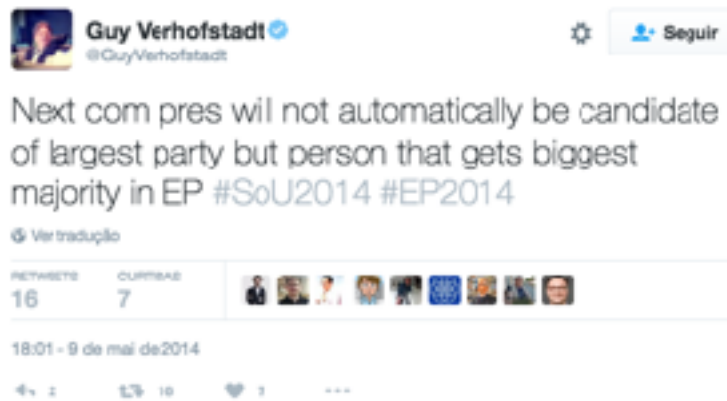 Guy Verhofstadt
@GuyVerhofstadt
Seguir
Next com pres wil not automatically be candidate
of largest party but person that gets biggest
majority in EP #SoU2014 #EP2014
Ver tradução
RETWEETS CURTIDAS
16 7
18:01 - 9 de mai de 2014